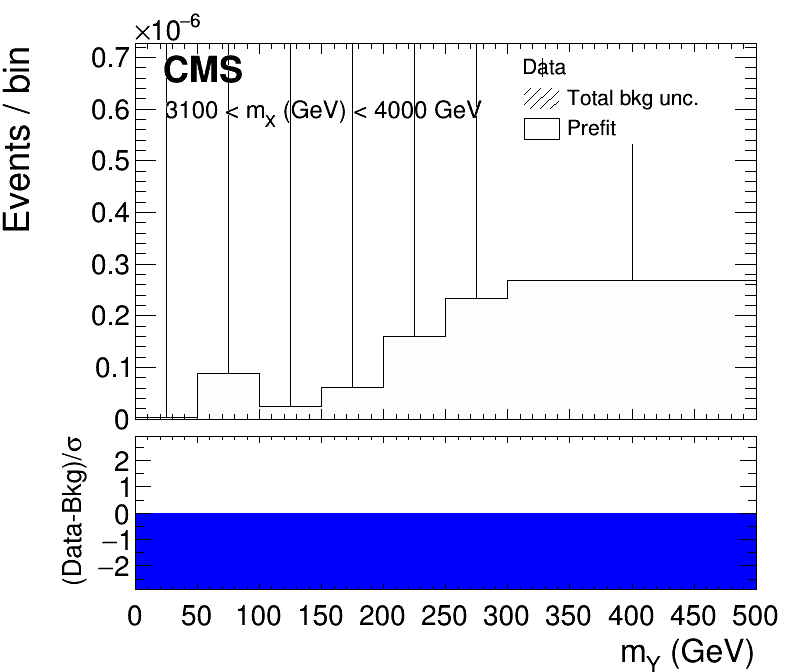 ×10⁻⁶
CMS
3100 < mX (GeV) < 4000 GeV
Data
Total bkg unc.
Prefit
Events / bin
0.7
0.6
0.5
0.4
0.3
0.2
0.1
0
(Data-Bkg)/σ
2
1
0
−1
−2
0 50 100 150 200 250 300 350 400 450 500
mY (GeV)